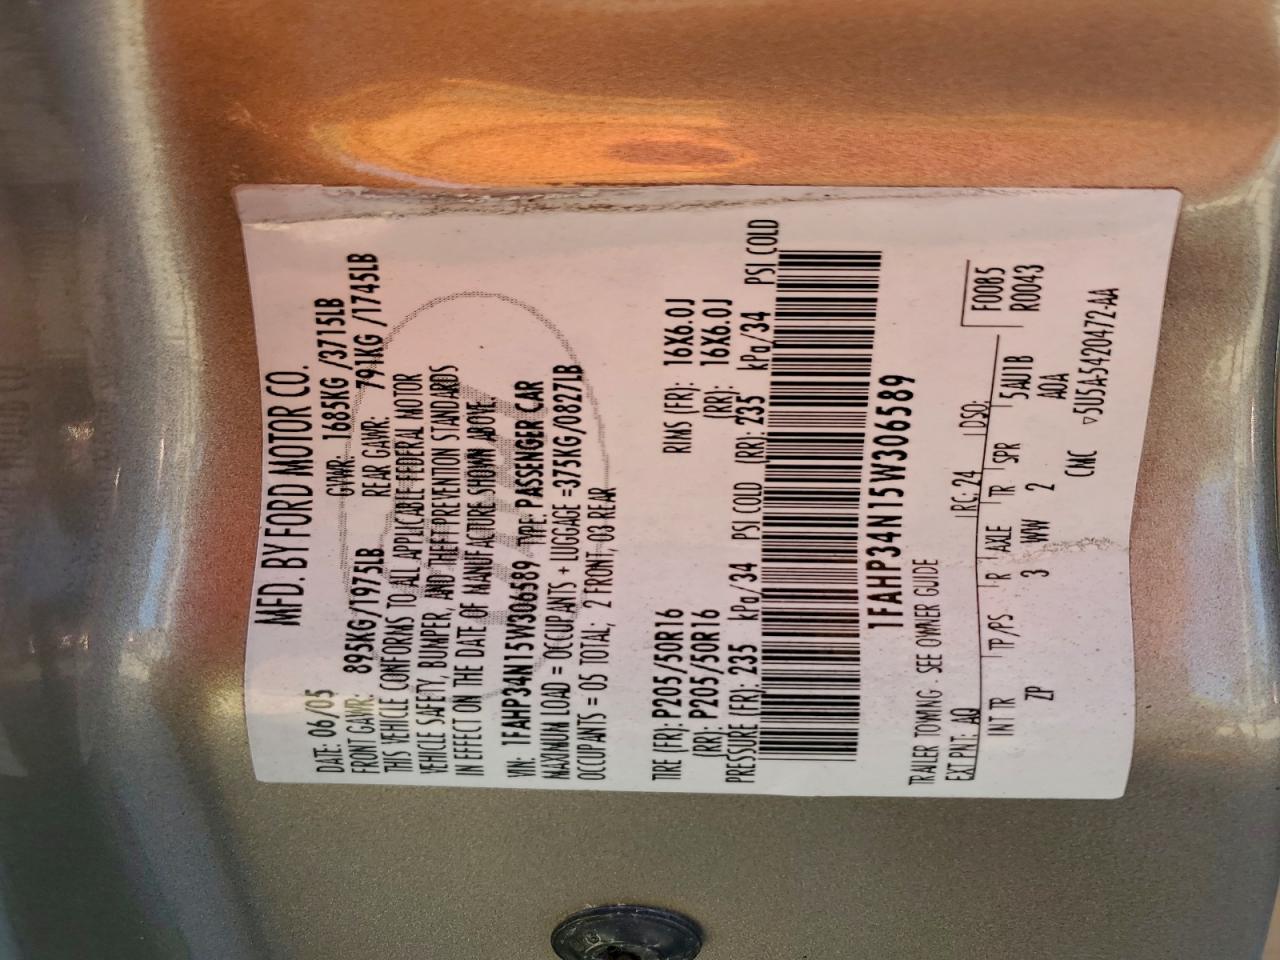 MFD. BY FORD MOTOR CO.
DATE: 06/05 GVWR: 1685KG /3715LB
FRONT GAWR: 895KG/1975LB REAR GAWR: 791KG /1745LB
THIS VEHICLE CONFORMS TO ALL APPLICABLE FEDERAL MOTOR
VEHICLE SAFETY, BUMPER, AND THEFT PREVENTION STANDARDS
IN EFFECT ON THE DATE OF MANUFACTURE SHOWN ABOVE.
VIN: 1FAHP34N15W306589 TYPE: PASSENGER CAR
MAXIMUM LOAD = OCCUPANTS + LUGGAGE =375KG/0827LB
OCCUPANTS = 05 TOTAL; 2 FRONT, 03 REAR
TIRE (FR): P205/50R16 RIMS (FR): 16X6.0J
(RR): P205/50R16 (RR): 16X6.0J
PRESSURE (FR): 235 kPa/34 PSI COLD (RR): 235 kPa/34 PSI COLD
1FAHP34N15W306589
TRAILER TOWING - SEE OWNER GUIDE
EXT PNT: AQ RC: 24 DSO: F0085
INT TR TP/PS R AXLE TR SPR 5AU1B R0043
ZP 3 WW 2 AOA
CMC ▿5U5A-5420472-AA